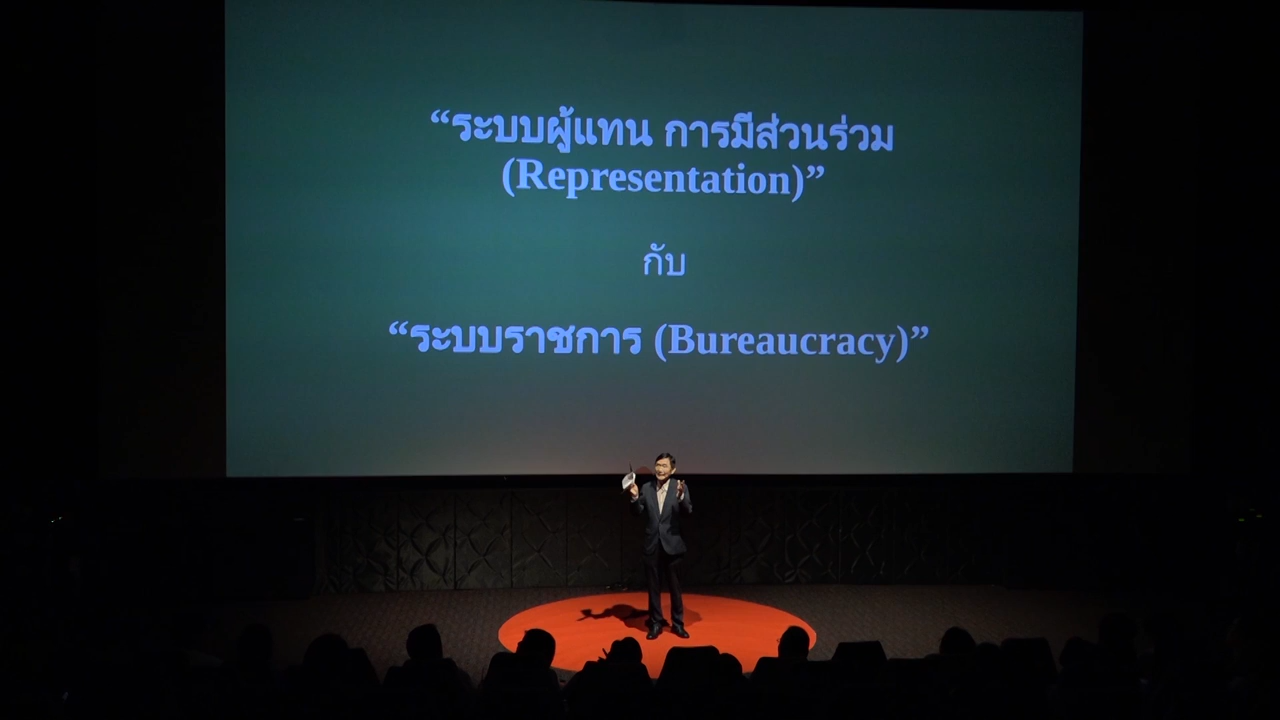 “ระบบผู้แทน การมีส่วนร่วม
(Representation)”
กับ
“ระบบราชการ (Bureaucracy)”